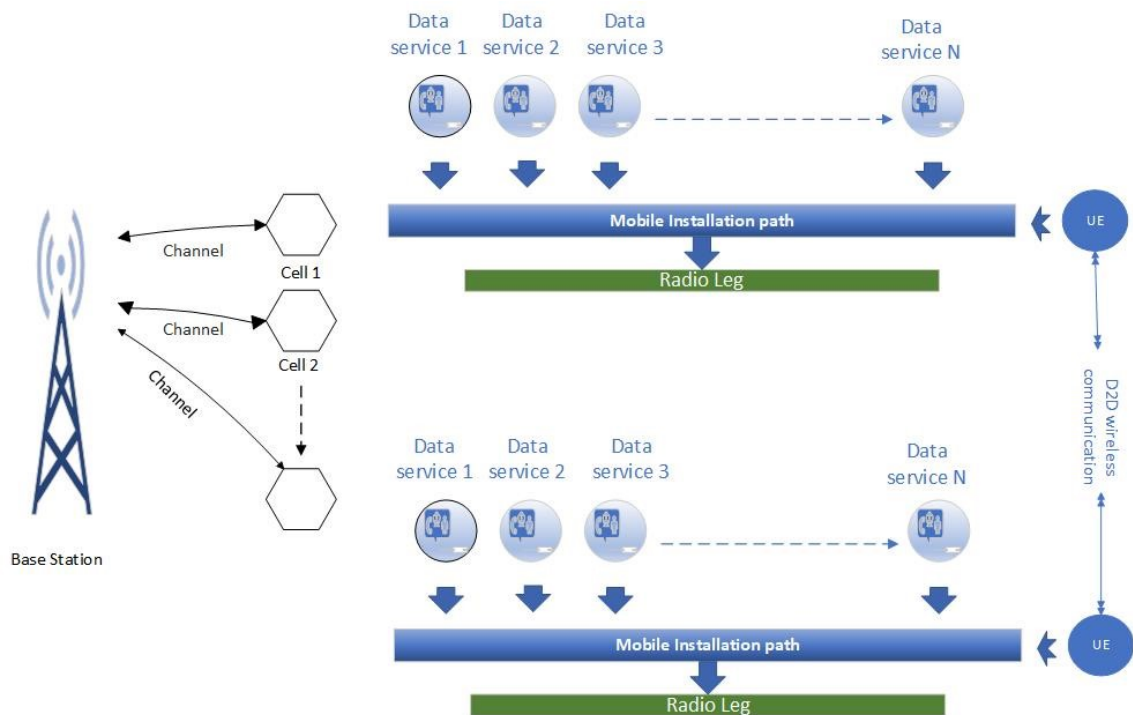 Data
service 1
Data
service 2
Data
service 3
Data
service N
Mobile Installation path
UE
Radio Leg
Channel
Cell 1
Channel
Cell 2
Channel
Base Station
D2D wireless
communication
Data
service 1
Data
service 2
Data
service 3
Data
service N
Mobile Installation path
UE
Radio Leg